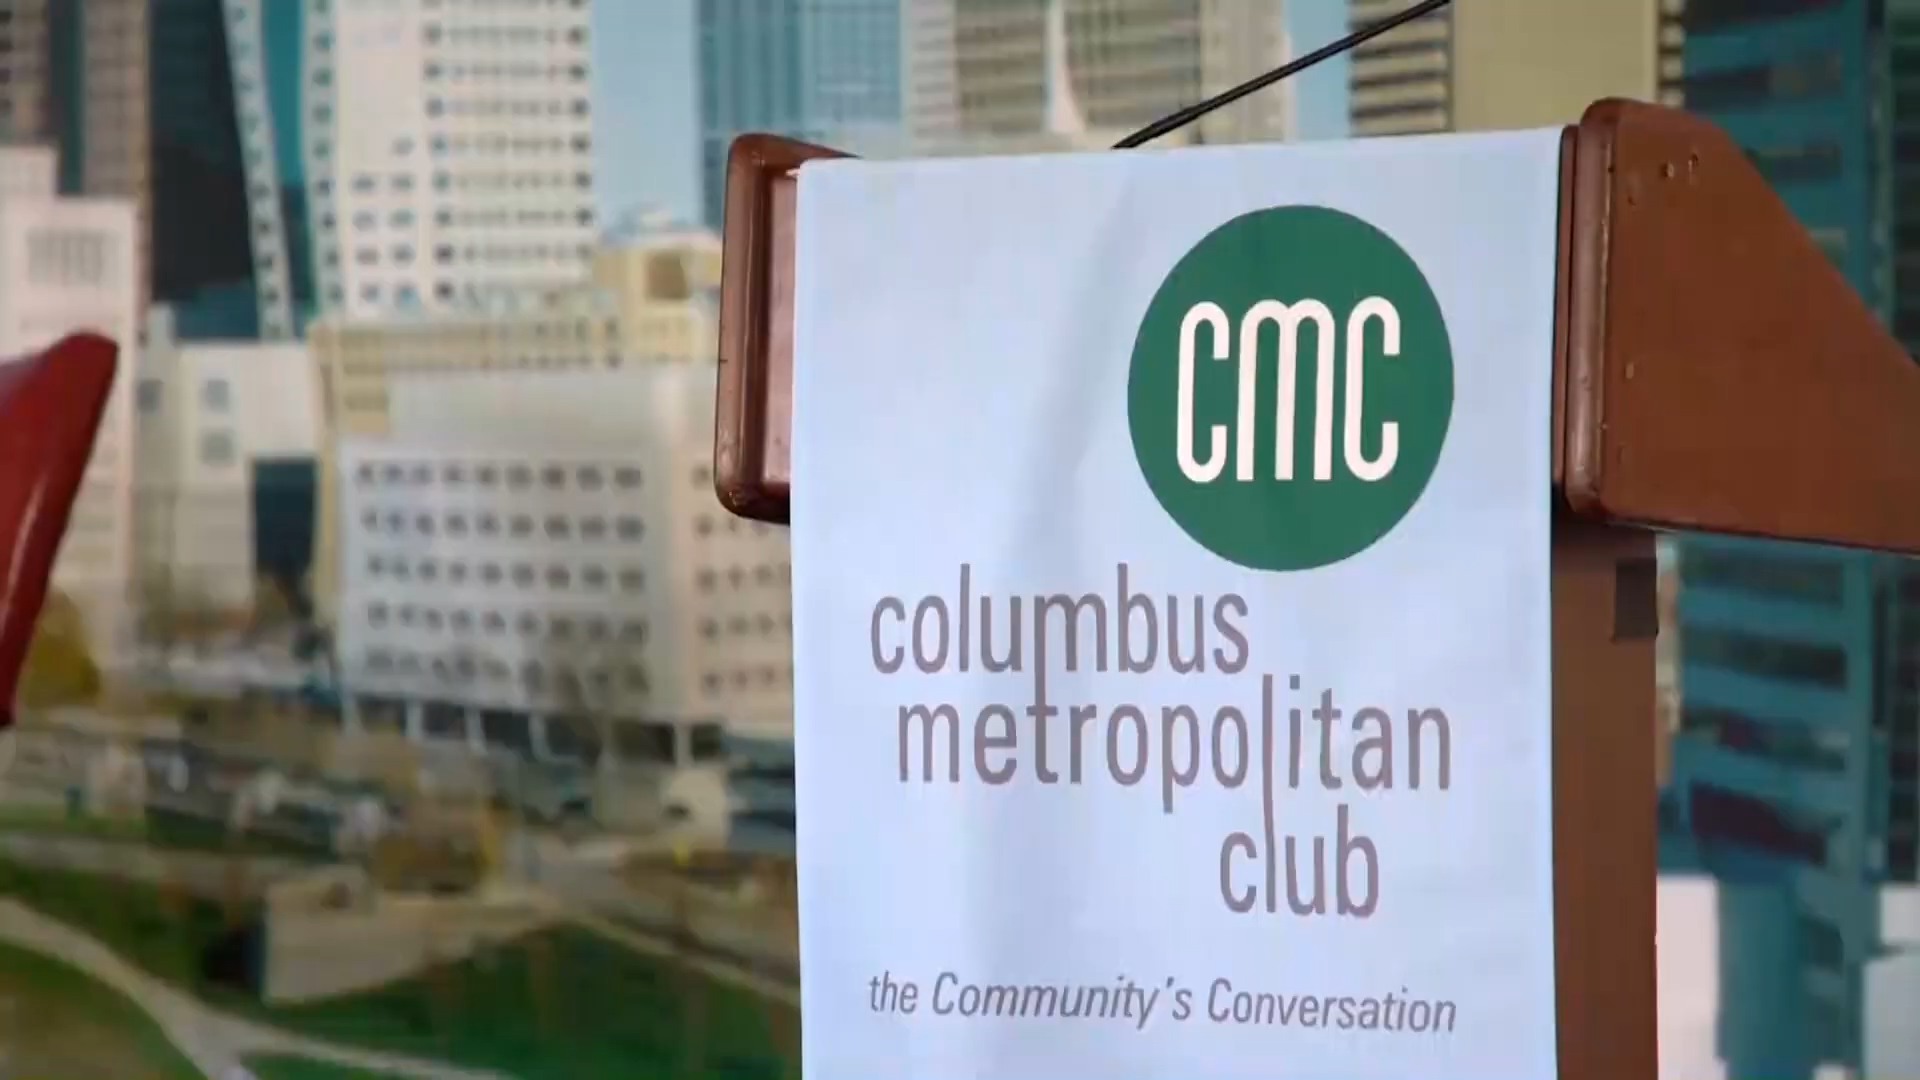 cmc
columbus
metropolitan
club
the Community's Conversation